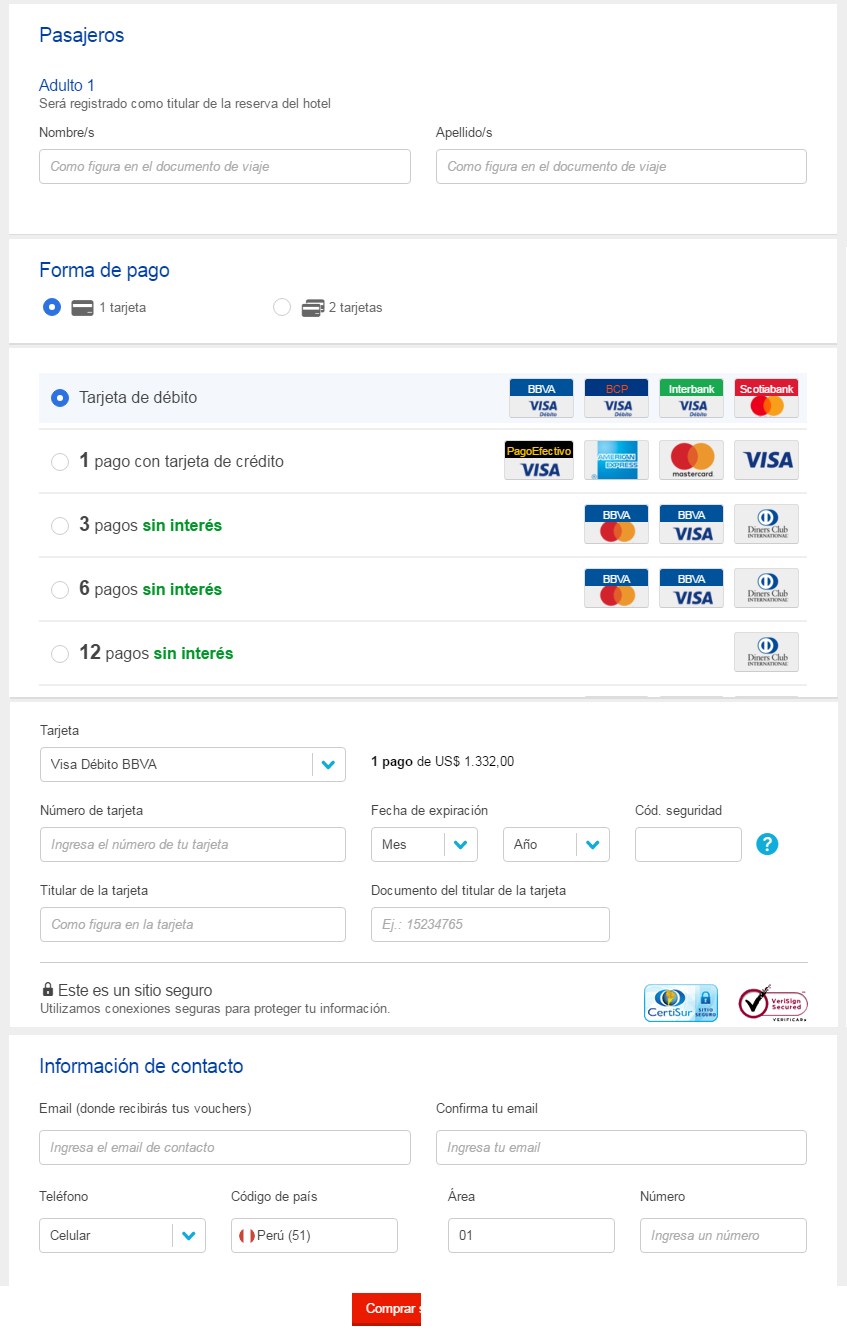 Pasajeros
Adulto 1
Será registrado como titular de la reserva del hotel
Nombre/s Apellido/s
Como figura en el documento de viaje Como figura en el documento de viaje
Forma de pago
1 tarjeta 2 tarjetas
Tarjeta de débito BBVA VISA Débito BCP VISA Débito Interbank VISA Débito Scotiabank
1 pago con tarjeta de crédito PagoEfectivo VISA AMERICAN EXPRESS mastercard VISA
3 pagos sin interés BBVA BBVA VISA Diners Club INTERNATIONAL
6 pagos sin interés BBVA BBVA VISA Diners Club INTERNATIONAL
12 pagos sin interés Diners Club INTERNATIONAL
Tarjeta
Visa Débito BBVA 1 pago de US$ 1.332,00
Número de tarjeta Fecha de expiración Cód. seguridad
Ingresa el número de tu tarjeta Mes Año ?
Titular de la tarjeta Documento del titular de la tarjeta
Como figura en la tarjeta Ej.: 15234765
Este es un sitio seguro
Utilizamos conexiones seguras para proteger tu información.
CertiSur SITIO SEGURO VeriSign Secured VERIFICAR
Información de contacto
Email (donde recibirás tus vouchers) Confirma tu email
Ingresa el email de contacto Ingresa tu email
Teléfono Código de país Área Número
Celular Perú (51) 01 Ingresa un número
Comprar